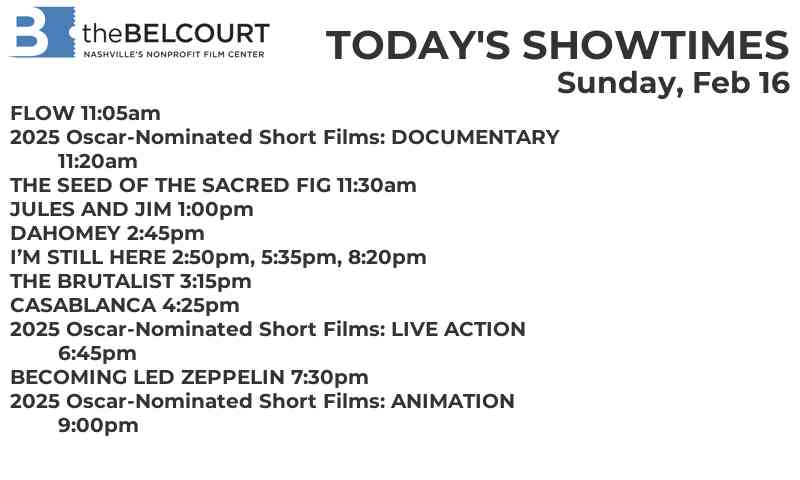 B theBELCOURT
NASHVILLE'S NONPROFIT FILM CENTER
TODAY'S SHOWTIMES
Sunday, Feb 16
FLOW 11:05am
2025 Oscar-Nominated Short Films: DOCUMENTARY
11:20am
THE SEED OF THE SACRED FIG 11:30am
JULES AND JIM 1:00pm
DAHOMEY 2:45pm
I’M STILL HERE 2:50pm, 5:35pm, 8:20pm
THE BRUTALIST 3:15pm
CASABLANCA 4:25pm
2025 Oscar-Nominated Short Films: LIVE ACTION
6:45pm
BECOMING LED ZEPPELIN 7:30pm
2025 Oscar-Nominated Short Films: ANIMATION
9:00pm